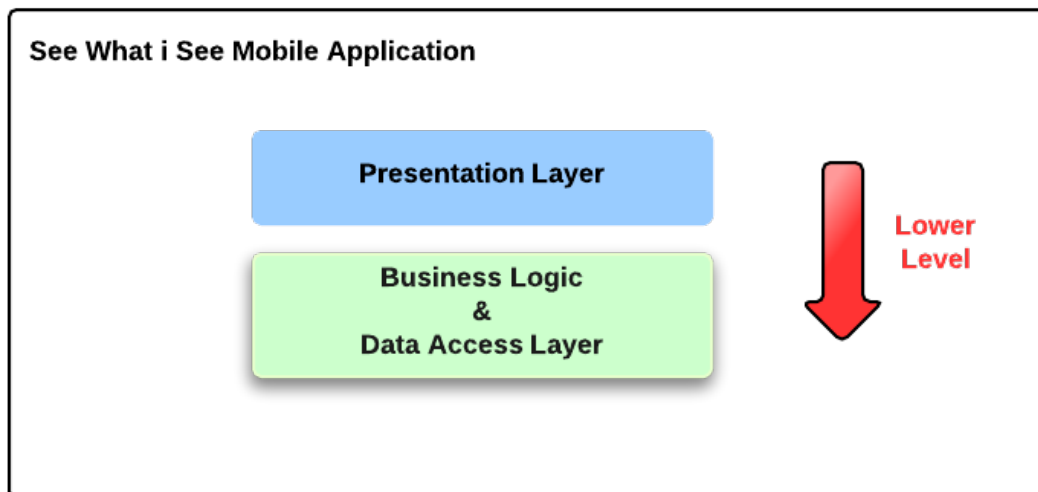 See What i See Mobile Application
Presentation Layer
Business Logic
&
Data Access Layer
Lower
Level